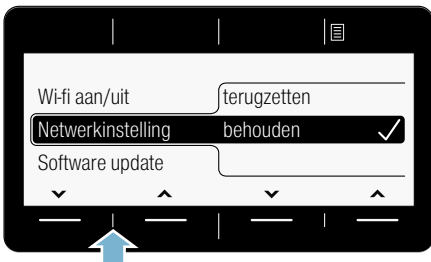 Wi-fi aan/uit terugzetten
Netwerkinstelling behouden
Software update